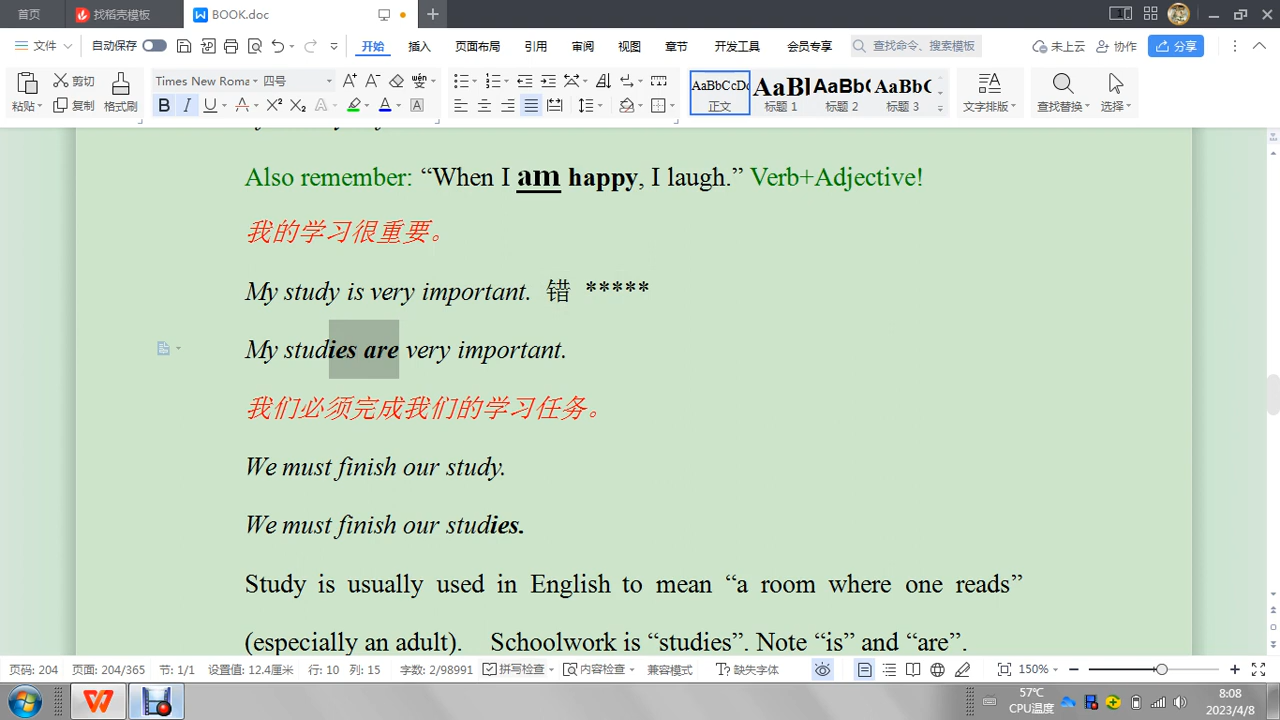 首页 找稻壳模板 BOOK.doc
文件 自动保存 开始 插入 页面布局 引用 审阅 视图 章节 开发工具 会员专享 查找命令、搜索模板 未上云 协作 分享
粘贴 剪切 复制 格式刷 Times New Roma 四号 B I U A A A X² X₂ A A A AaBbCcDc 正文 AaBl 标题 1 AaBb( 标题 2 AaBbC 标题 3 文字排版 查找替换 选择
Also remember: “When I am happy, I laugh.” Verb+Adjective!
我的学习很重要。
My study is very important. 错 *****
My studies are very important.
我们必须完成我们的学习任务。
We must finish our study.
We must finish our studies.
Study is usually used in English to mean “a room where one reads”
(especially an adult). Schoolwork is “studies”. Note “is” and “are”.
页码: 204 页面: 204/365 节: 1/1 设置值: 12.4厘米 行: 10 列: 15 字数: 2/98991 拼写检查 内容检查 兼容模式 缺失字体 150%
57℃ 8:08
CPU温度 2023/4/8